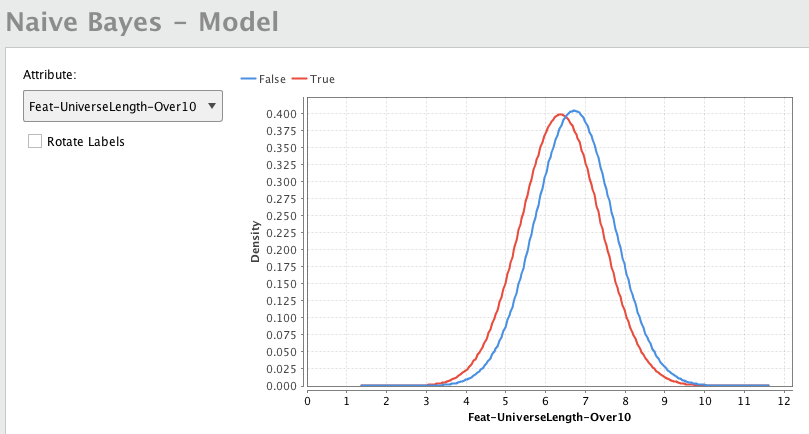 Naive Bayes - Model
Attribute:
Feat-UniverseLength-Over10
Rotate Labels
False True
0.400
0.375
0.350
0.325
0.300
0.275
0.250
0.225
0.200
0.175
0.150
0.125
0.100
0.075
0.050
0.025
0.000
Density
0 1 2 3 4 5 6 7 8 9 10 11 12
Feat-UniverseLength-Over10